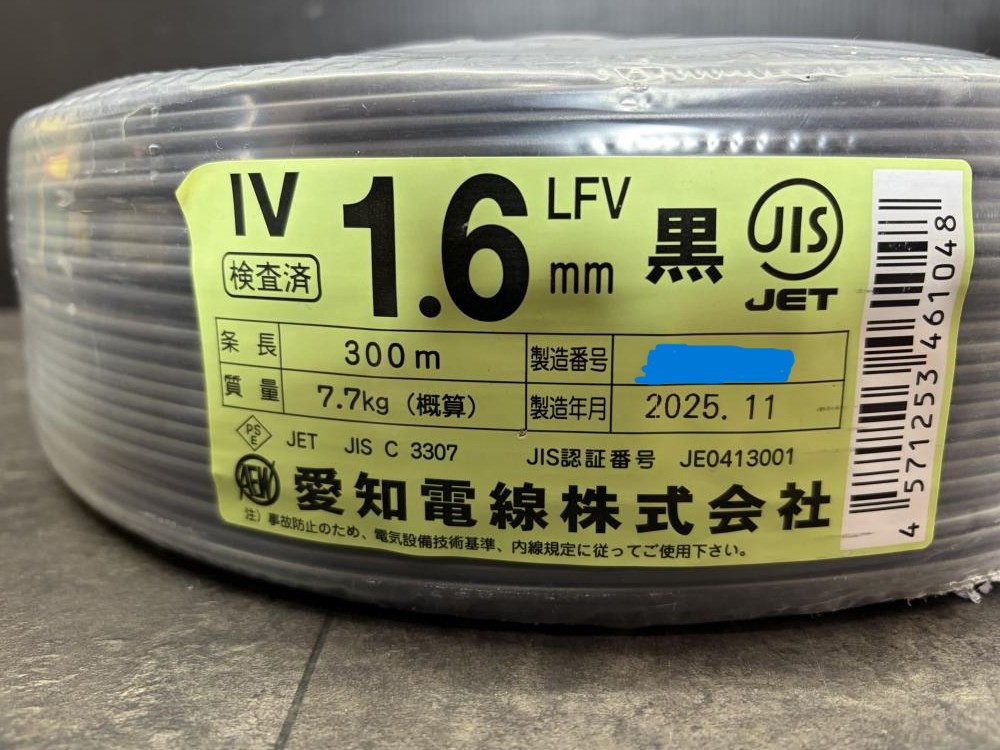 IV 1.6 mm LFV 黒 JIS
検査済 JET
条長 300m 製造番号
質量 7.7kg (概算) 製造年月 2025.11
PSE JET JIS C 3307 JIS認証番号 JE0413001
AEW 愛知電線株式会社
注)事故防止のため、電気設備技術基準、内線規定に従ってご使用下さい。
4571253461048